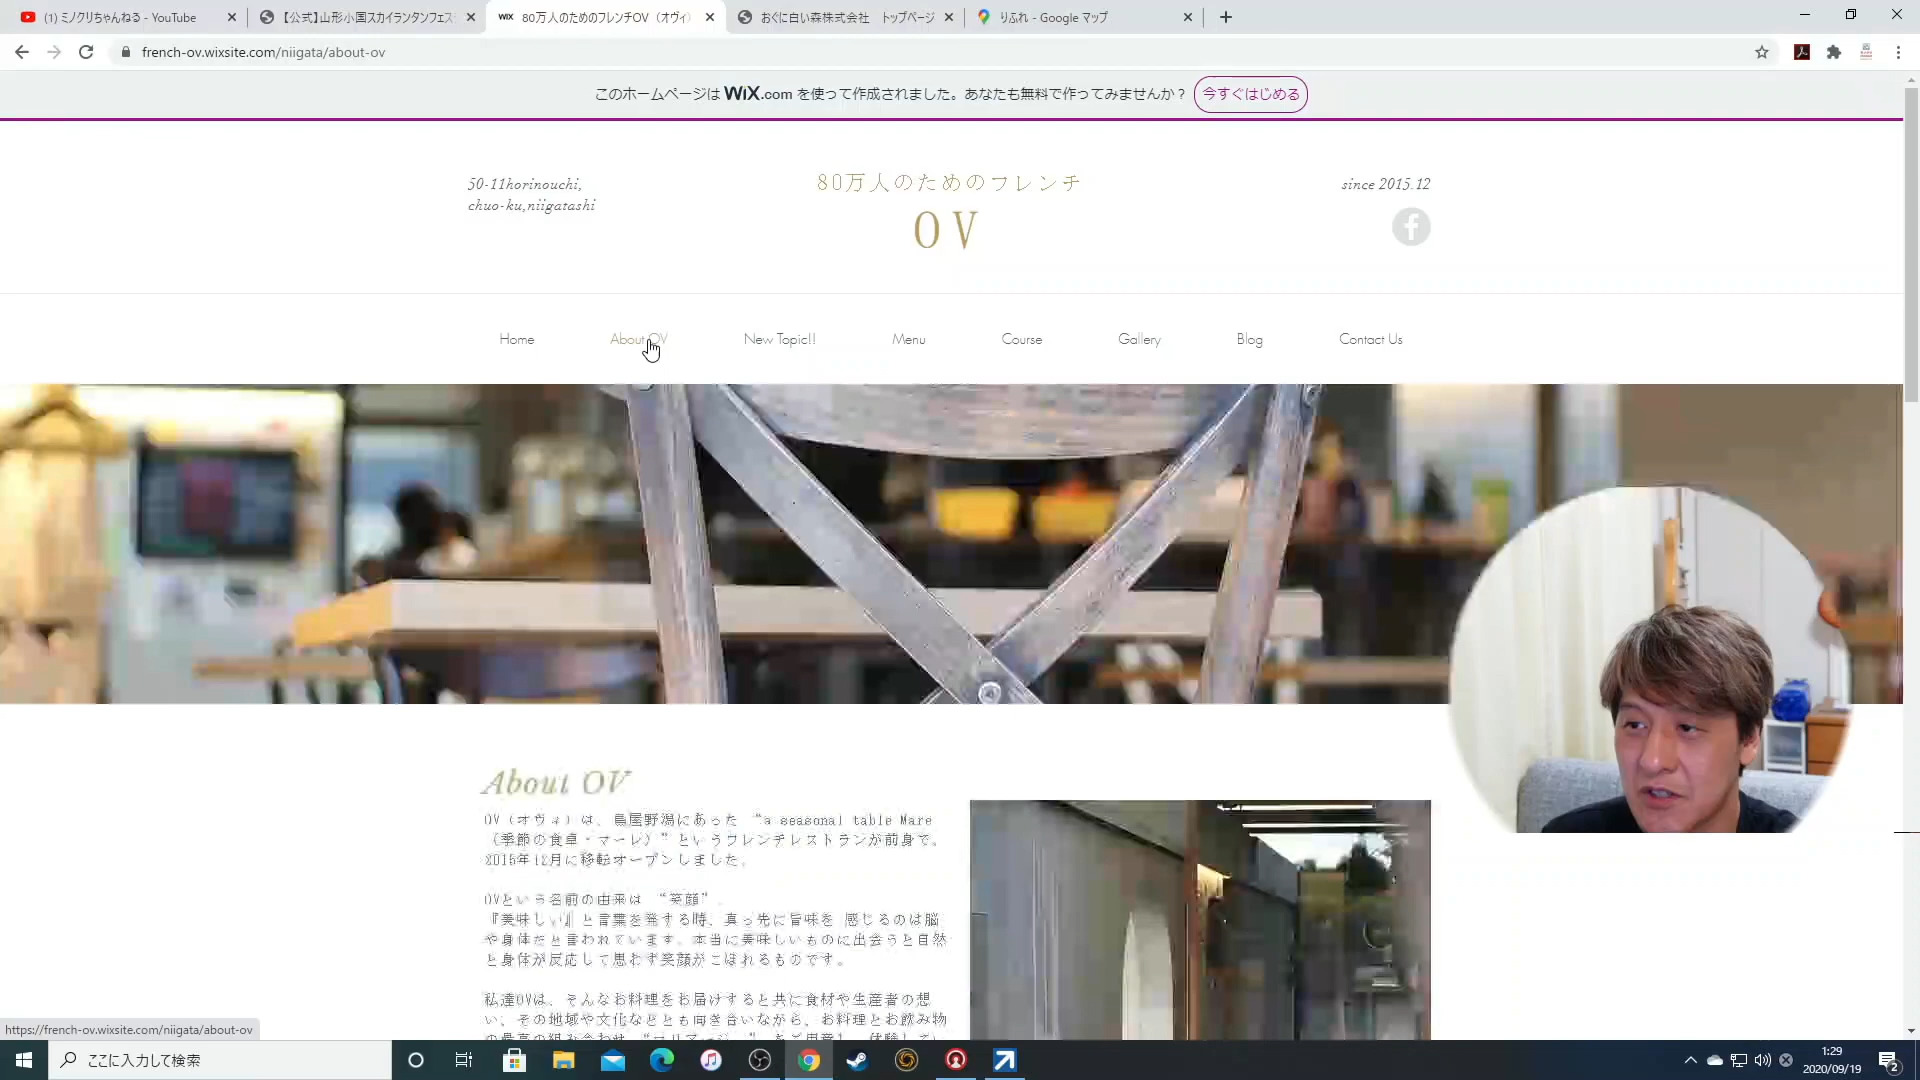 (1) ミノクリちゃんねる - YouTube
【公式】山形小国スカイランタンフェス
WiX 80万人のためのフレンチOV（オヴィ）
おぐに白い森株式会社 トップページ
りふれ - Google マップ
french-ov.wixsite.com/niigata/about-ov
このホームページは WiX.com を使って作成されました。あなたも無料で作ってみませんか？ 今すぐはじめる
50-11horinouchi,
chuo-ku,niigatashi
80万人のためのフレンチ
OV
since 2015.12
Home About OV New Topic!! Menu Course Gallery Blog Contact Us
About OV
OV（オヴィ）は、鳥屋野潟にあった “a seasonal table Mare
（季節の食卓・マーレ）”というフレンチレストランが前身で、
2015年12月に移転オープンしました。
OVという名前の由来は “笑顔”.
『美味しい』と言葉を発する時、真っ先に旨味を 感じるのは脳
や身体だと言われています。本当に美味しいものに出会うと自然
と身体が反応して思わず笑顔がこぼれるものです。
私達OVは、そんなお料理をお届けすると共に食材や生産者の想
い、その地域や文化などとも向き合いながら、お料理とお飲み物
https://french-ov.wixsite.com/niigata/about-ov
ここに入力して検索
1:29
2020/09/19
2